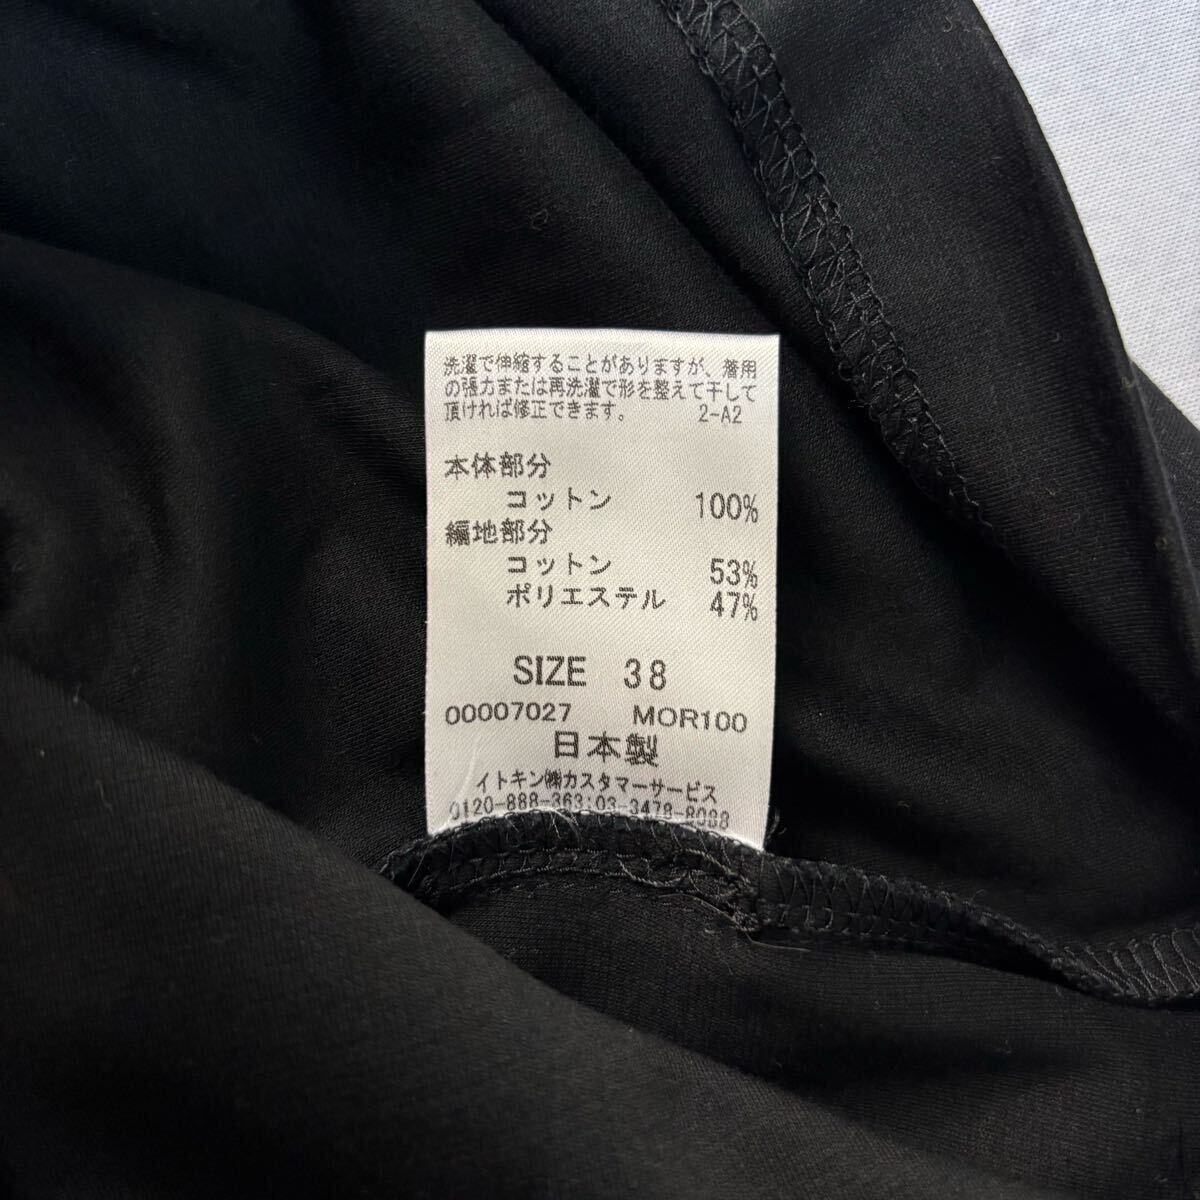 洗濯で伸縮することがありますが、着用
の張力または再洗濯で形を整えて干して
頂ければ修正できます。 2-A2
本体部分
コットン 100%
編地部分
コットン 53%
ポリエステル 47%
SIZE 38
00007027 MOR100
日本製
イトキン㈱カスタマーサービス
0120-888-363:03-3478-8088